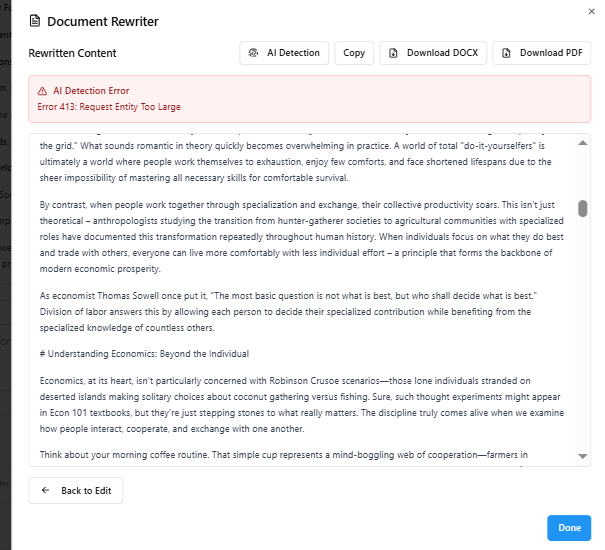 Document Rewriter
Rewritten Content
AI Detection
Copy
Download DOCX
Download PDF
AI Detection Error
Error 413: Request Entity Too Large
the grid." What sounds romantic in theory quickly becomes overwhelming in practice. A world of total "do-it-yourselfers" is
ultimately a world where people work themselves to exhaustion, enjoy few comforts, and face shortened lifespans due to the
sheer impossibility of mastering all necessary skills for comfortable survival.
By contrast, when people work together through specialization and exchange, their collective productivity soars. This isn't just
theoretical – anthropologists studying the transition from hunter-gatherer societies to agricultural communities with specialized
roles have documented this transformation repeatedly throughout human history. When individuals focus on what they do best
and trade with others, everyone can live more comfortably with less individual effort – a principle that forms the backbone of
modern economic prosperity.
As economist Thomas Sowell once put it, "The most basic question is not what is best, but who shall decide what is best."
Division of labor answers this by allowing each person to decide their specialized contribution while benefiting from the
specialized knowledge of countless others.
# Understanding Economics: Beyond the Individual
Economics, at its heart, isn't particularly concerned with Robinson Crusoe scenarios—those lone individuals stranded on
deserted islands making solitary choices about coconut gathering versus fishing. Sure, such thought experiments might appear
in Econ 101 textbooks, but they're just stepping stones to what really matters. The discipline truly comes alive when we examine
how people interact, cooperate, and exchange with one another.
Think about your morning coffee routine. That simple cup represents a mind-boggling web of cooperation—farmers in
Back to Edit
Done